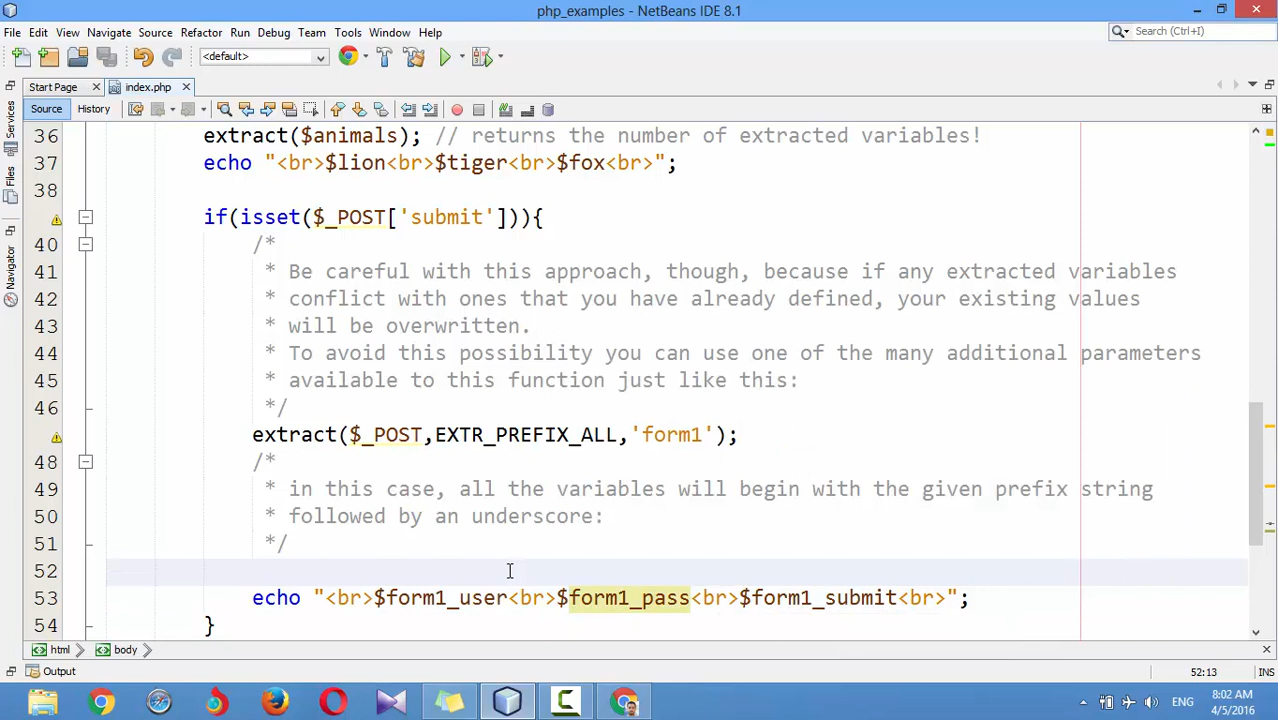 php_examples - NetBeans IDE 8.1
File Edit View Navigate Source Refactor Run Debug Team Tools Window Help
Search (Ctrl+I)
<default>
Start Page
index.php
Source History
Services
Files
Navigator
36 extract($animals); // returns the number of extracted variables!
37 echo "<br>$lion<br>$tiger<br>$fox<br>";
38
if(isset($_POST['submit'])){
40 /*
41 * Be careful with this approach, though, because if any extracted variables
42 * conflict with ones that you have already defined, your existing values
43 * will be overwritten.
44 * To avoid this possibility you can use one of the many additional parameters
45 * available to this function just like this:
46 */
extract($_POST,EXTR_PREFIX_ALL,'form1');
48 /*
49 * in this case, all the variables will begin with the given prefix string
50 * followed by an underscore:
51 */
52
53 echo "<br>$form1_user<br>$form1_pass<br>$form1_submit<br>";
54 }
html body
Output
52:13 INS
ENG
8:02 AM
4/5/2016